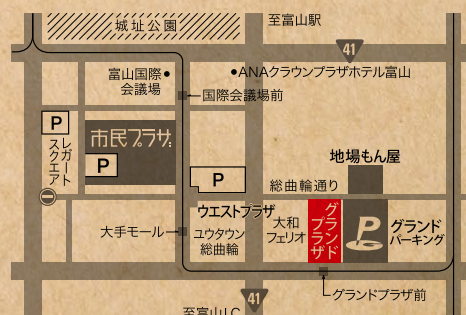 城址公園
至富山駅
41
富山国際
会議場
ANAクラウンプラザホテル富山
国際会議場前
P
レガート
スクエア
市民プラザ
P
P
地場もん屋
総曲輪通り
ウエストプラザ
大手モール
ユウタウン
総曲輪
大和
フェリオ
グランド
プラザ
P
グランド
パーキング
グランドプラザ前
41
至富山I.C